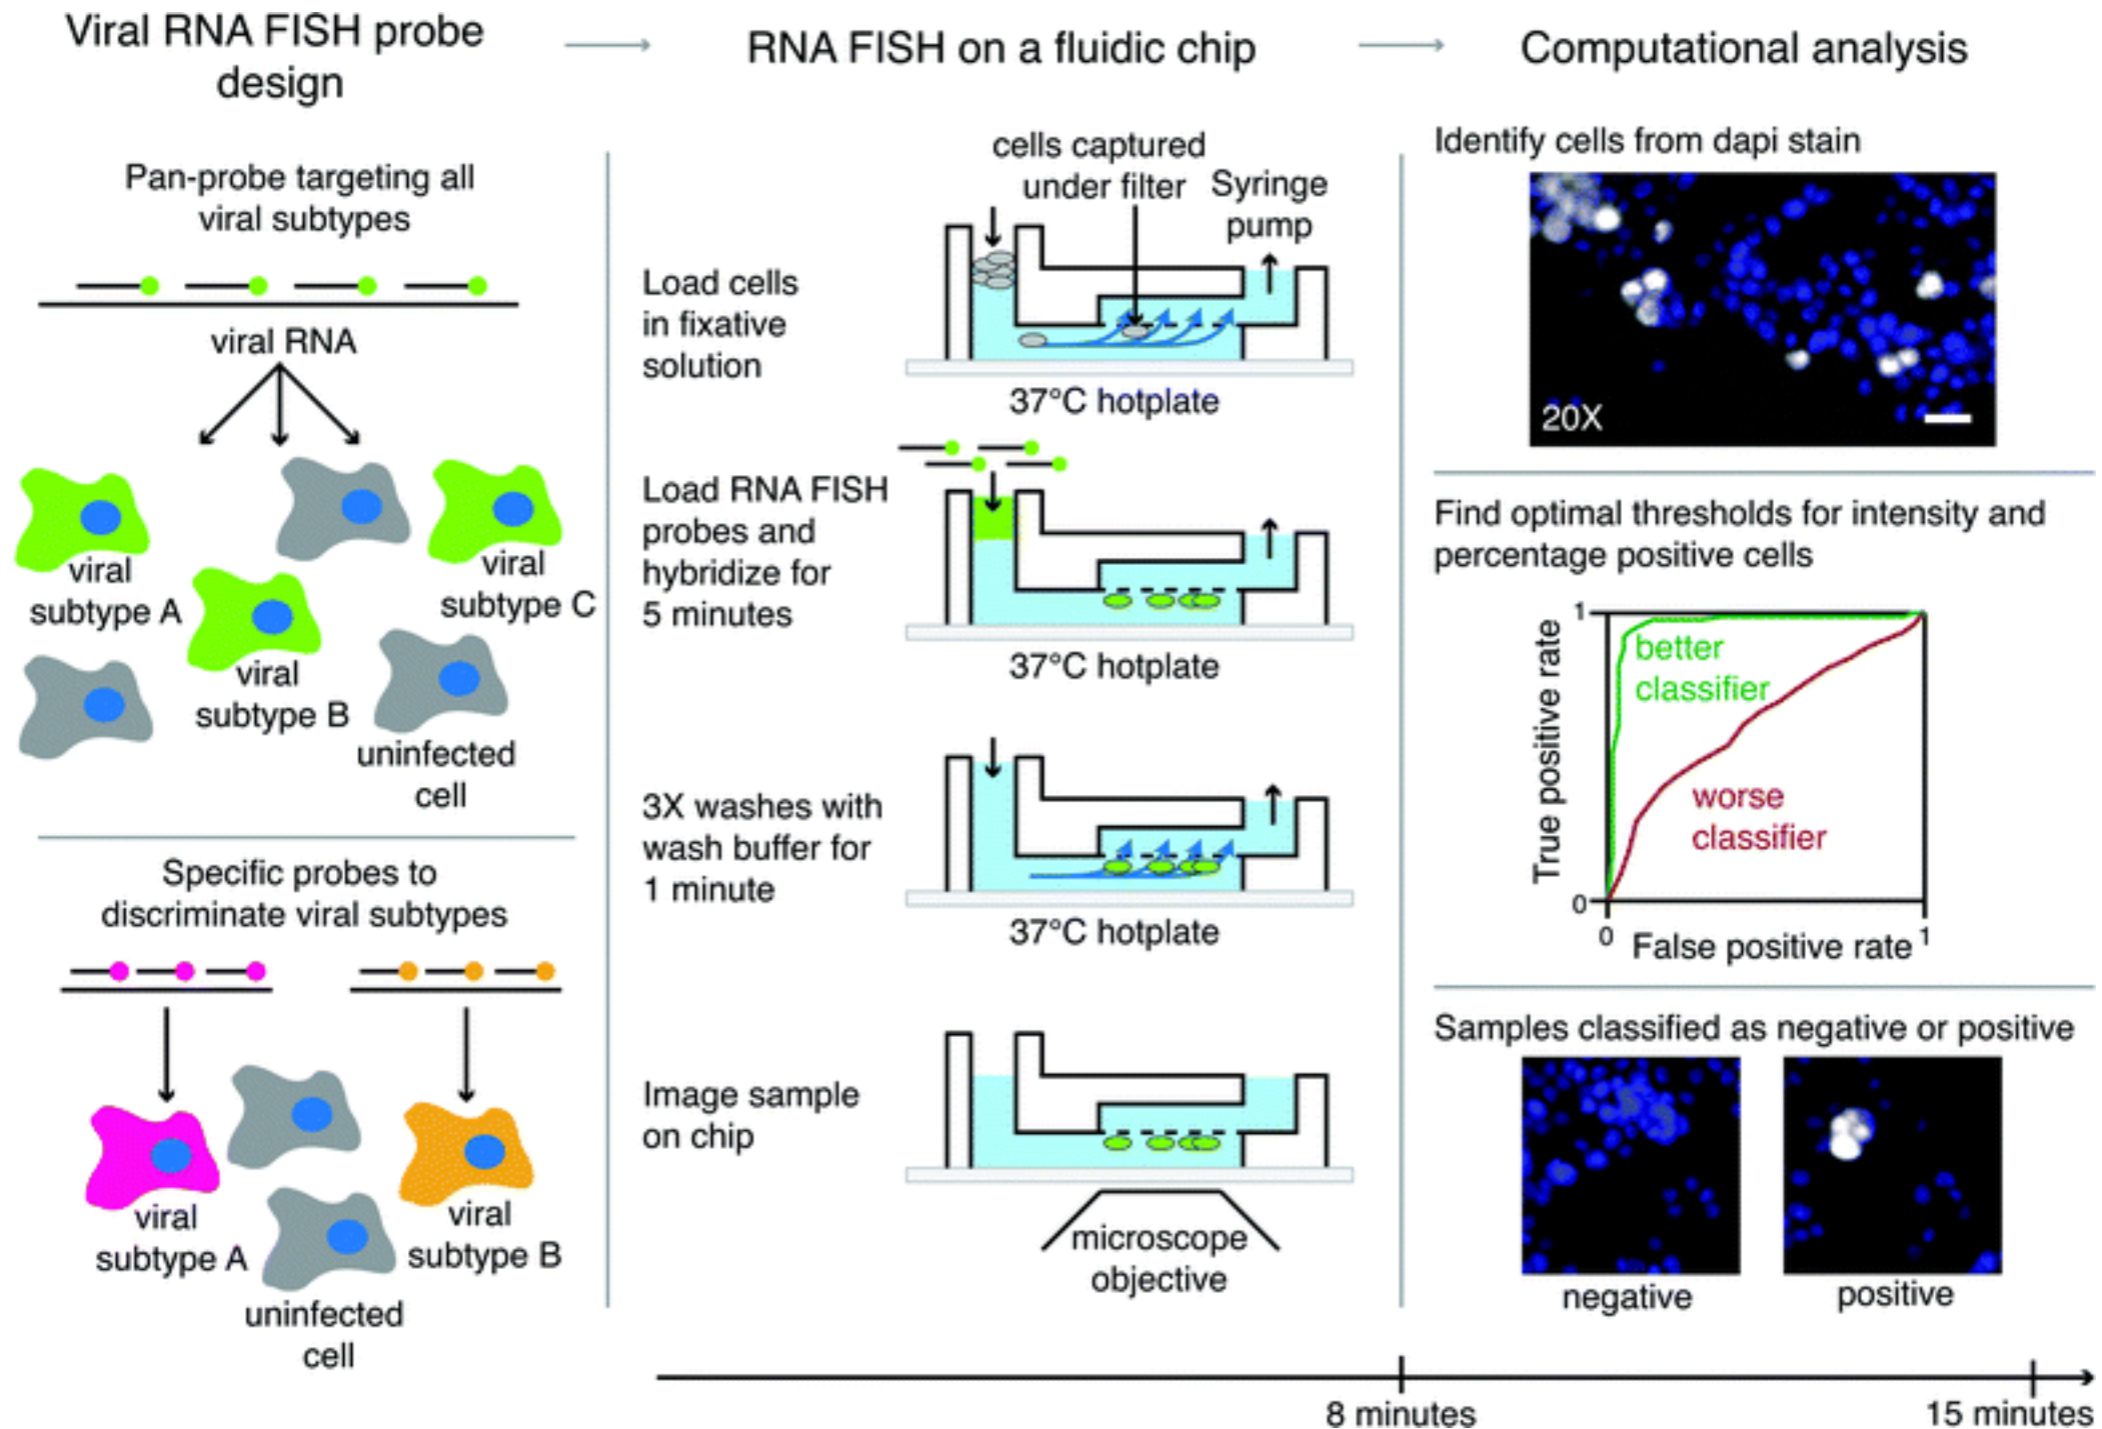 Viral RNA FISH probe
design
RNA FISH on a fluidic chip
Computational analysis
Pan-probe targeting all
viral subtypes
viral RNA
viral
subtype A
viral
subtype B
viral
subtype C
uninfected
cell
Specific probes to
discriminate viral subtypes
viral
subtype A
viral
subtype B
uninfected
cell
Load cells
in fixative
solution
cells captured
under filter
Syringe
pump
37°C hotplate
Load RNA FISH
probes and
hybridize for
5 minutes
37°C hotplate
3X washes with
wash buffer for
1 minute
37°C hotplate
Image sample
on chip
microscope
objective
Identify cells from dapi stain
20X
Find optimal thresholds for intensity and
percentage positive cells
1
True positive rate
better
classifier
worse
classifier
0
0
False positive rate
1
Samples classified as negative or positive
negative
positive
8 minutes
15 minutes